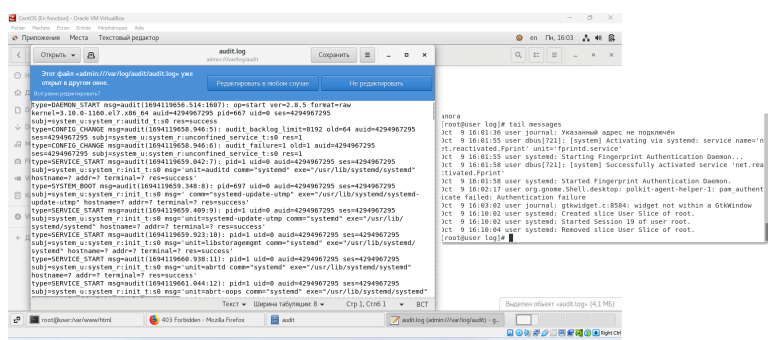 CentOS [En fonction] - Oracle VM VirtualBox
Fichier Machine Écran Entrée Périphériques Aide
Приложения Места Текстовый редактор
en Пн, 16:03
Открыть
audit.log
admin:///var/log/audit
Сохранить
Этот файл «admin:///var/log/audit/audit.log» уже
открыт в другом окне.
Всё равно редактировать?
Редактировать в любом случае
Не редактировать
type=DAEMON_START msg=audit(1694119656.514:1607): op=start ver=2.8.5 format=raw
kernel=3.10.0-1160.el7.x86_64 auid=4294967295 pid=667 uid=0 ses=4294967295
subj=system_u:system_r:auditd_t:s0 res=success
type=CONFIG_CHANGE msg=audit(1694119658.946:5): audit_backlog_limit=8192 old=64 auid=4294967295
ses=4294967295 subj=system_u:system_r:unconfined_service_t:s0 res=1
type=CONFIG_CHANGE msg=audit(1694119658.946:6): audit_failure=1 old=1 auid=4294967295
ses=4294967295 subj=system_u:system_r:unconfined_service_t:s0 res=1
type=SERVICE_START msg=audit(1694119659.042:7): pid=1 uid=0 auid=4294967295 ses=4294967295
subj=system_u:system_r:init_t:s0 msg='unit=auditd comm="systemd" exe="/usr/lib/systemd/systemd"
hostname=? addr=? terminal=? res=success'
type=SYSTEM_BOOT msg=audit(1694119659.348:8): pid=697 uid=0 auid=4294967295 ses=4294967295
subj=system_u:system_r:init_t:s0 msg=' comm="systemd-update-utmp" exe="/usr/lib/systemd/systemd-
update-utmp" hostname=? addr=? terminal=? res=success'
type=SERVICE_START msg=audit(1694119659.409:9): pid=1 uid=0 auid=4294967295 ses=4294967295
subj=system_u:system_r:init_t:s0 msg='unit=systemd-update-utmp comm="systemd" exe="/usr/lib/
systemd/systemd" hostname=? addr=? terminal=? res=success'
type=SERVICE_START msg=audit(1694119659.923:10): pid=1 uid=0 auid=4294967295 ses=4294967295
subj=system_u:system_r:init_t:s0 msg='unit=libstoragemgmt comm="systemd" exe="/usr/lib/systemd/
systemd" hostname=? addr=? terminal=? res=success'
type=SERVICE_START msg=audit(1694119660.938:11): pid=1 uid=0 auid=4294967295 ses=4294967295
subj=system_u:system_r:init_t:s0 msg='unit=abrtd comm="systemd" exe="/usr/lib/systemd/systemd"
hostname=? addr=? terminal=? res=success'
type=SERVICE_START msg=audit(1694119661.044:12): pid=1 uid=0 auid=4294967295 ses=4294967295
subj=system_u:system_r:init_t:s0 msg='unit=abrt-oops comm="systemd" exe="/usr/lib/systemd/systemd"
Текст Ширина табуляции: 8 Стр 1, Стлб 1 ВСТ
алога
[root@user log]# tail messages
Oct 9 16:01:36 user journal: Указанный адрес не подключён
Oct 9 16:01:55 user dbus[721]: [system] Activating via systemd: service name='n
et.reactivated.Fprint' unit='fprintd.service'
Oct 9 16:01:55 user systemd: Starting Fingerprint Authentication Daemon...
Oct 9 16:01:58 user dbus[721]: [system] Successfully activated service 'net.rea
ctivated.Fprint'
Oct 9 16:01:58 user systemd: Started Fingerprint Authentication Daemon.
Oct 9 16:02:17 user org.gnome.Shell.desktop: polkit-agent-helper-1: pam_authent
icate failed: Authentication failure
Oct 9 16:03:02 user journal: gtkwidget.c:8584: widget not within a GtkWindow
Oct 9 16:10:02 user systemd: Created slice User Slice of root.
Oct 9 16:10:02 user systemd: Started Session 19 of user root.
Oct 9 16:10:04 user systemd: Removed slice User Slice of root.
[root@user log]#
Выделен объект «audit.log» (4,1 МБ)
root@user:/var/www/html
403 Forbidden - Mozilla Firefox
audit
audit.log (admin:///var/log/audit) - g...
Right Ctrl